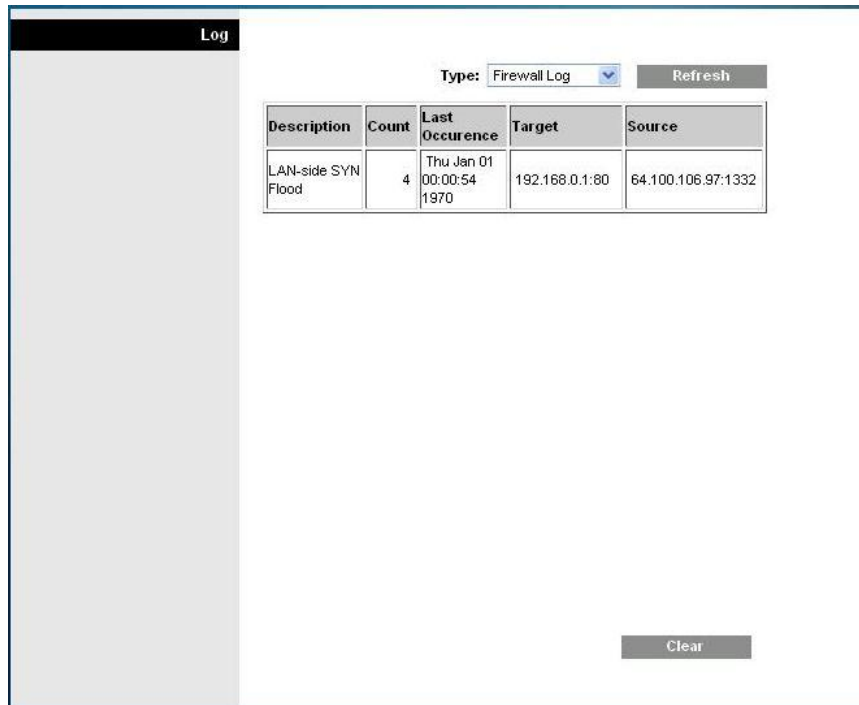 Log
Type: Firewall Log Refresh
Description Count Last Occurence Target Source
LAN-side SYN Flood 4 Thu Jan 01 00:00:54 1970 192.168.0.1:80 64.100.106.97:1332
Clear